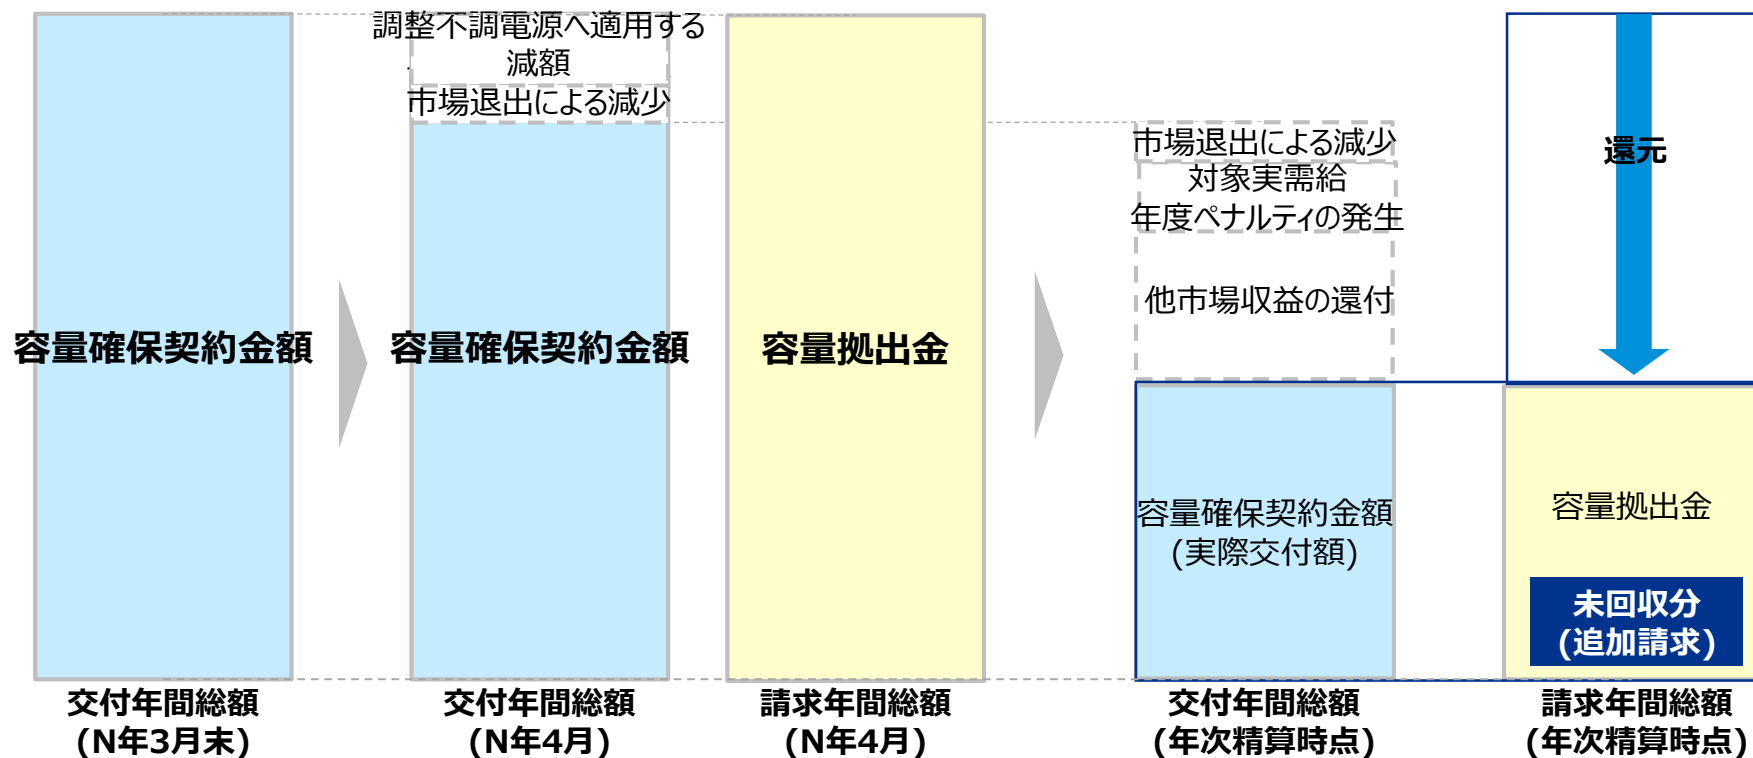 調整不調電源へ適用する
減額
市場退出による減少
市場退出による減少
対象実需給
年度ペナルティの発生
他市場収益の還付
還元
容量確保契約金額
容量確保契約金額
容量拠出金
容量確保契約金額
(実際交付額)
容量拠出金
未回収分
(追加請求)
交付年間総額
(N年3月末)
交付年間総額
(N年4月)
請求年間総額
(N年4月)
交付年間総額
(年次精算時点)
請求年間総額
(年次精算時点)